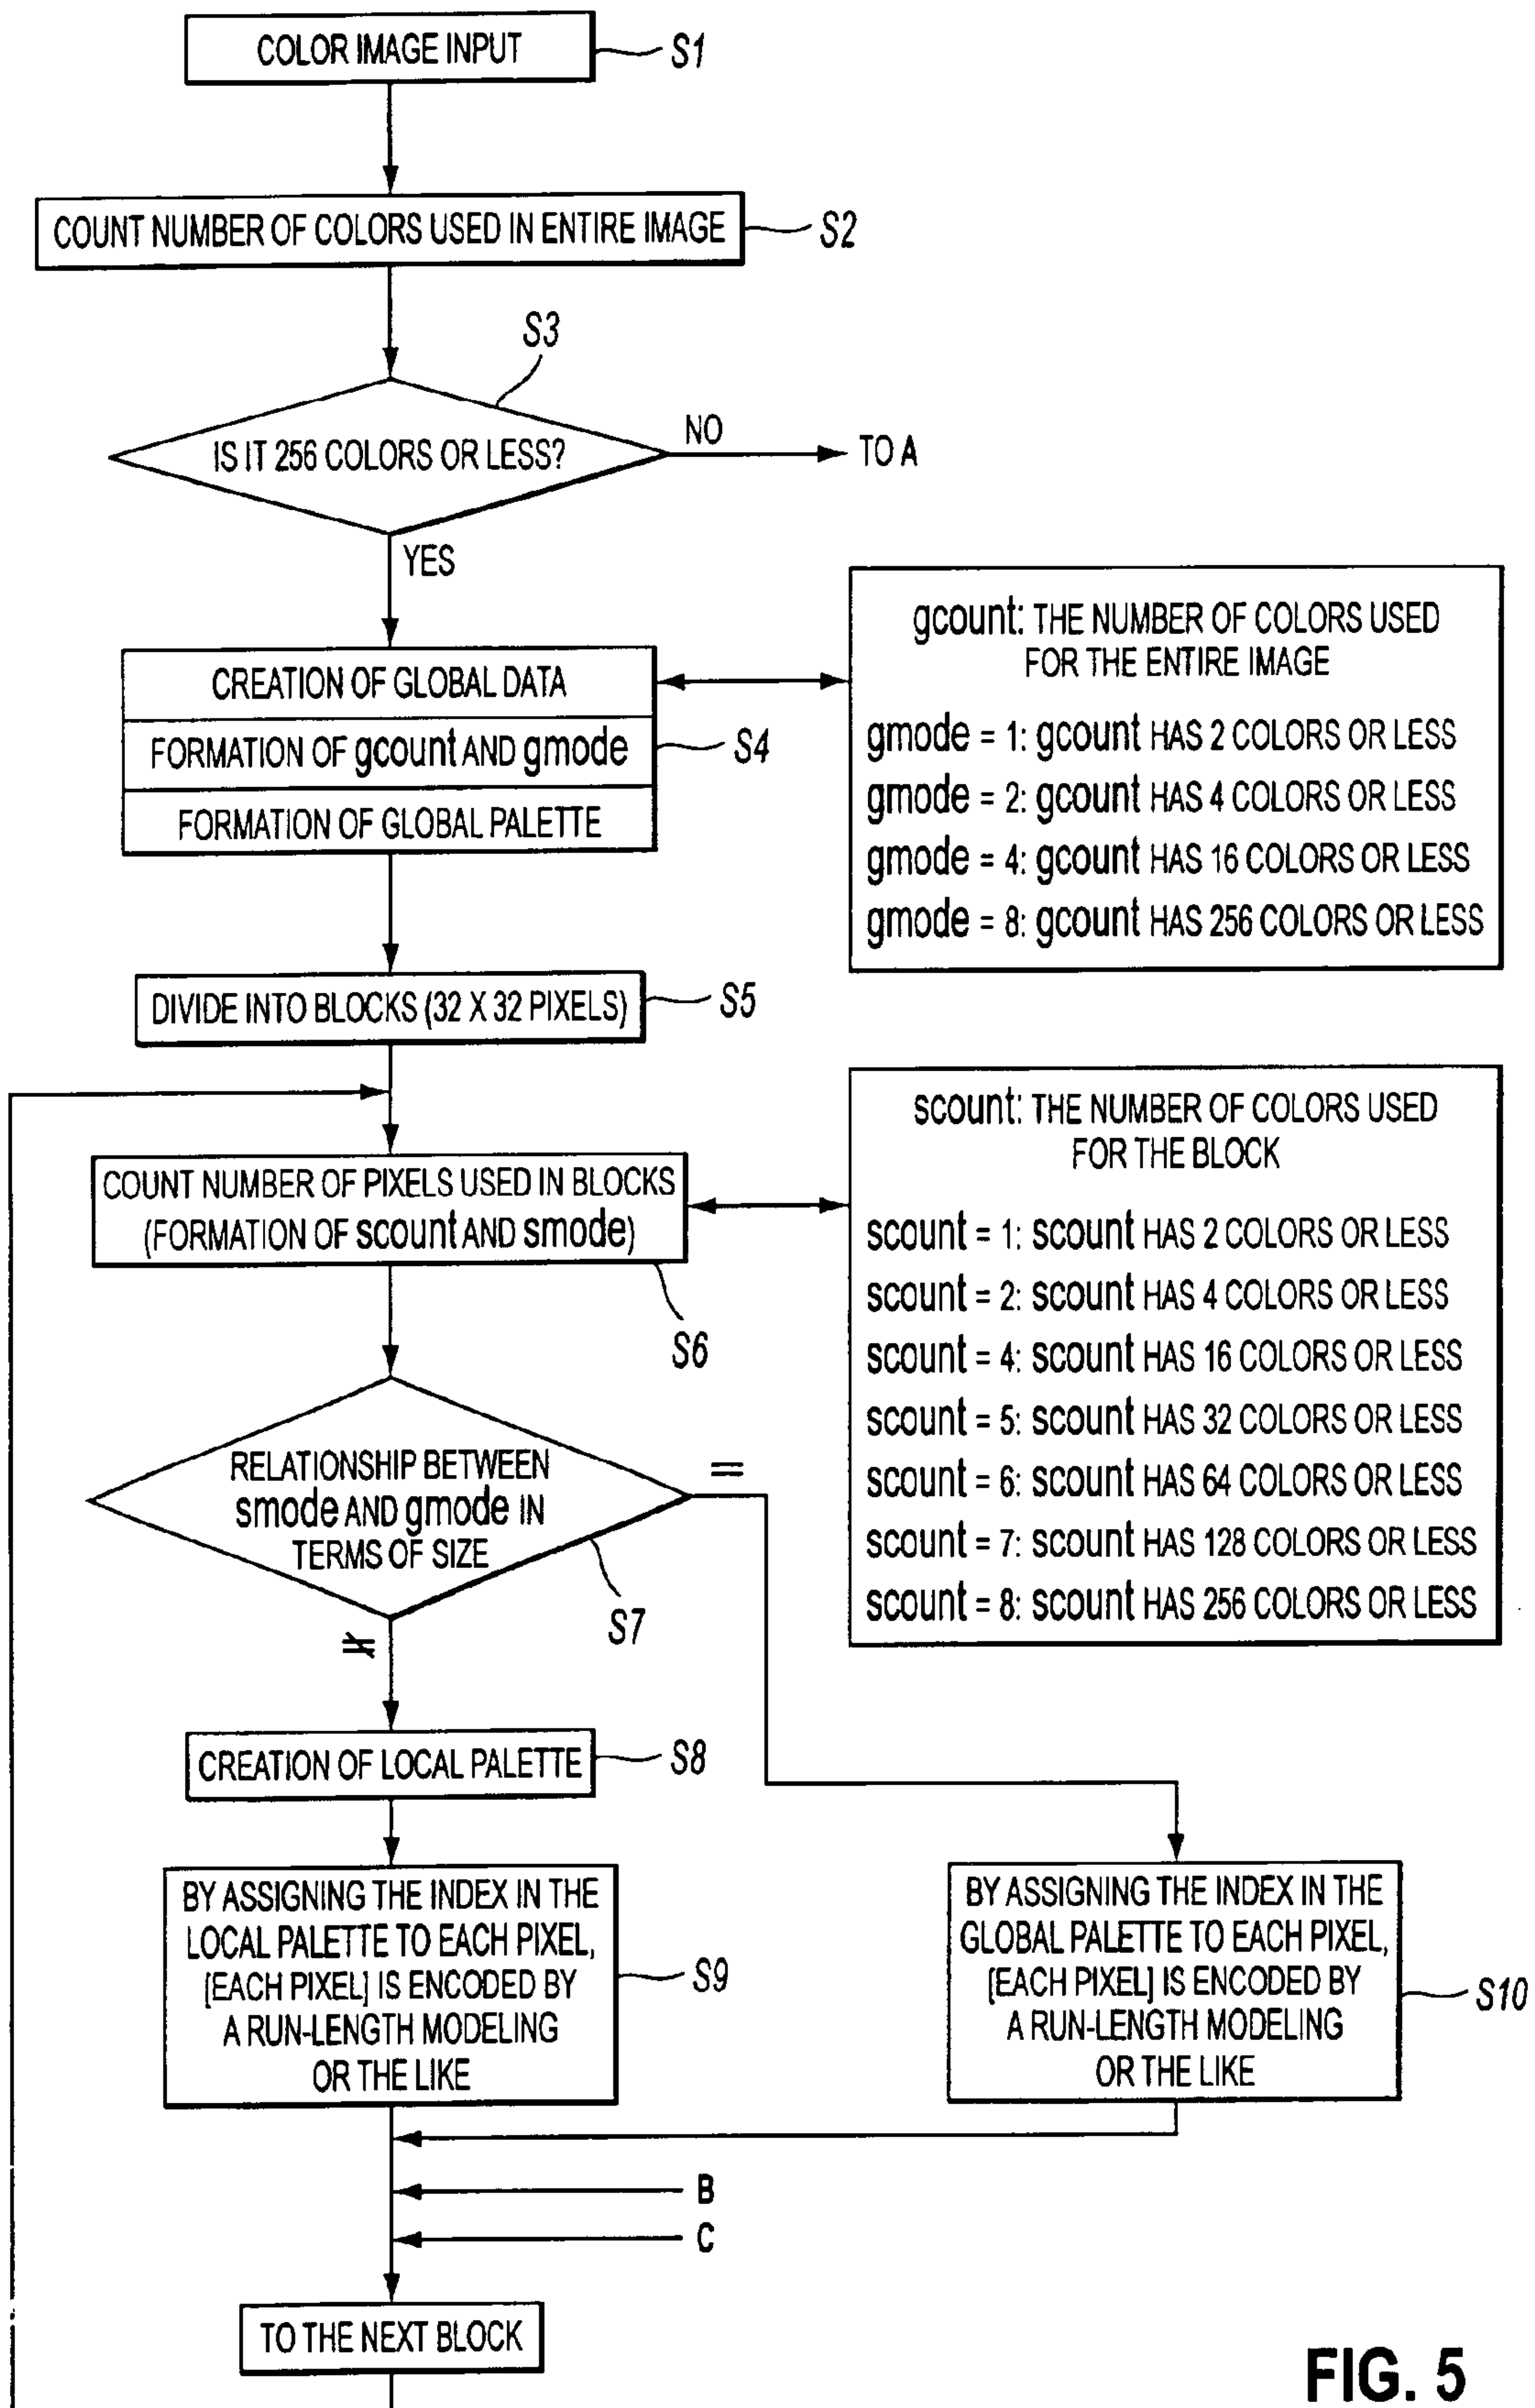 COLOR IMAGE INPUT
S1
COUNT NUMBER OF COLORS USED IN ENTIRE IMAGE
S2
S3
IS IT 256 COLORS OR LESS?
NO
TO A
YES
CREATION OF GLOBAL DATA
FORMATION OF gcount AND gmode
FORMATION OF GLOBAL PALETTE
S4
gcount: THE NUMBER OF COLORS USED
FOR THE ENTIRE IMAGE
gmode = 1: gcount HAS 2 COLORS OR LESS
gmode = 2: gcount HAS 4 COLORS OR LESS
gmode = 4: gcount HAS 16 COLORS OR LESS
gmode = 8: gcount HAS 256 COLORS OR LESS
DIVIDE INTO BLOCKS (32 X 32 PIXELS)
S5
COUNT NUMBER OF PIXELS USED IN BLOCKS
(FORMATION OF scount AND smode)
S6
scount: THE NUMBER OF COLORS USED
FOR THE BLOCK
scount = 1: scount HAS 2 COLORS OR LESS
scount = 2: scount HAS 4 COLORS OR LESS
scount = 4: scount HAS 16 COLORS OR LESS
scount = 5: scount HAS 32 COLORS OR LESS
scount = 6: scount HAS 64 COLORS OR LESS
scount = 7: scount HAS 128 COLORS OR LESS
scount = 8: scount HAS 256 COLORS OR LESS
RELATIONSHIP BETWEEN
smode AND gmode IN
TERMS OF SIZE
=
S7
≠
CREATION OF LOCAL PALETTE
S8
BY ASSIGNING THE INDEX IN THE
LOCAL PALETTE TO EACH PIXEL,
[EACH PIXEL] IS ENCODED BY
A RUN-LENGTH MODELING
OR THE LIKE
S9
BY ASSIGNING THE INDEX IN THE
GLOBAL PALETTE TO EACH PIXEL,
[EACH PIXEL] IS ENCODED BY
A RUN-LENGTH MODELING
OR THE LIKE
S10
B
C
TO THE NEXT BLOCK
FIG. 5